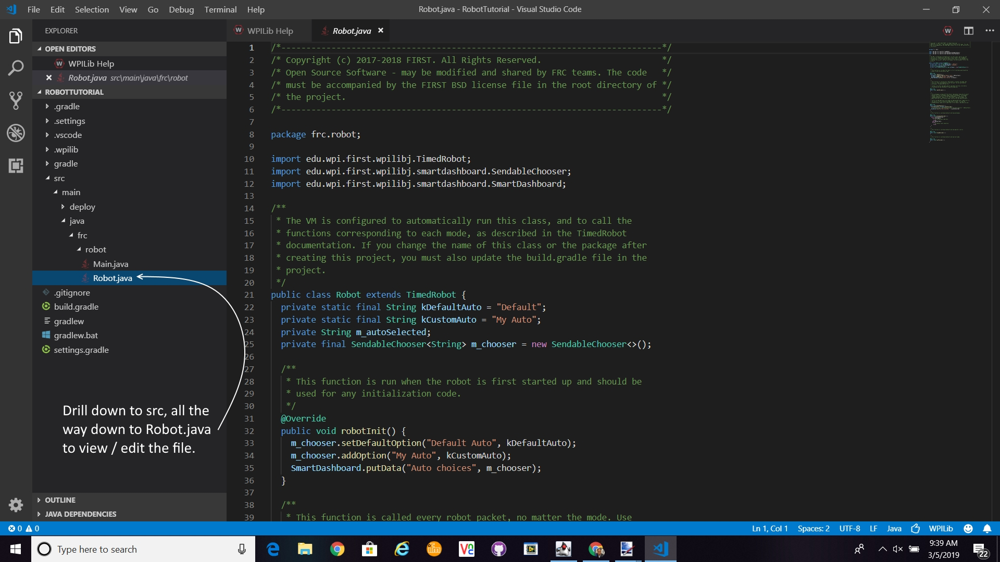 File Edit Selection View Go Debug Terminal Help
Robot.java - RobotTutorial - Visual Studio Code
EXPLORER
OPEN EDITORS
WPILib Help
Robot.java src\main\java\frc\robot
ROBOTTUTORIAL
.gradle
.settings
.vscode
.wpilib
gradle
src
main
deploy
java
frc
robot
Main.java
Robot.java
.gitignore
build.gradle
gradlew
gradlew.bat
settings.gradle
Drill down to src, all the
way down to Robot.java
to view / edit the file.
OUTLINE
JAVA DEPENDENCIES
WPILib Help
Robot.java
1 /*----------------------------------------------------------------------------*/
2 /* Copyright (c) 2017-2018 FIRST. All Rights Reserved.                        */
3 /* Open Source Software - may be modified and shared by FRC teams. The code   */
4 /* must be accompanied by the FIRST BSD license file in the root directory of */
5 /* the project.                                                               */
6 /*----------------------------------------------------------------------------*/
7
8 package frc.robot;
9
10 import edu.wpi.first.wpilibj.TimedRobot;
11 import edu.wpi.first.wpilibj.smartdashboard.SendableChooser;
12 import edu.wpi.first.wpilibj.smartdashboard.SmartDashboard;
13
14 /**
15 * The VM is configured to automatically run this class, and to call the
16 * functions corresponding to each mode, as described in the TimedRobot
17 * documentation. If you change the name of this class or the package after
18 * creating this project, you must also update the build.gradle file in the
19 * project.
20 */
21 public class Robot extends TimedRobot {
22 private static final String kDefaultAuto = "Default";
23 private static final String kCustomAuto = "My Auto";
24 private String m_autoSelected;
25 private final SendableChooser<String> m_chooser = new SendableChooser<>();
26
27 /**
28 * This function is run when the robot is first started up and should be
29 * used for any initialization code.
30 */
31 @Override
32 public void robotInit() {
33 m_chooser.setDefaultOption("Default Auto", kDefaultAuto);
34 m_chooser.addOption("My Auto", kCustomAuto);
35 SmartDashboard.putData("Auto choices", m_chooser);
36 }
37
38 /**
39 * This function is called every robot packet, no matter the mode. Use
0 0
Ln 1, Col 1 Spaces: 2 UTF-8 LF Java WPILib
Type here to search
9:39 AM
3/5/2019
22